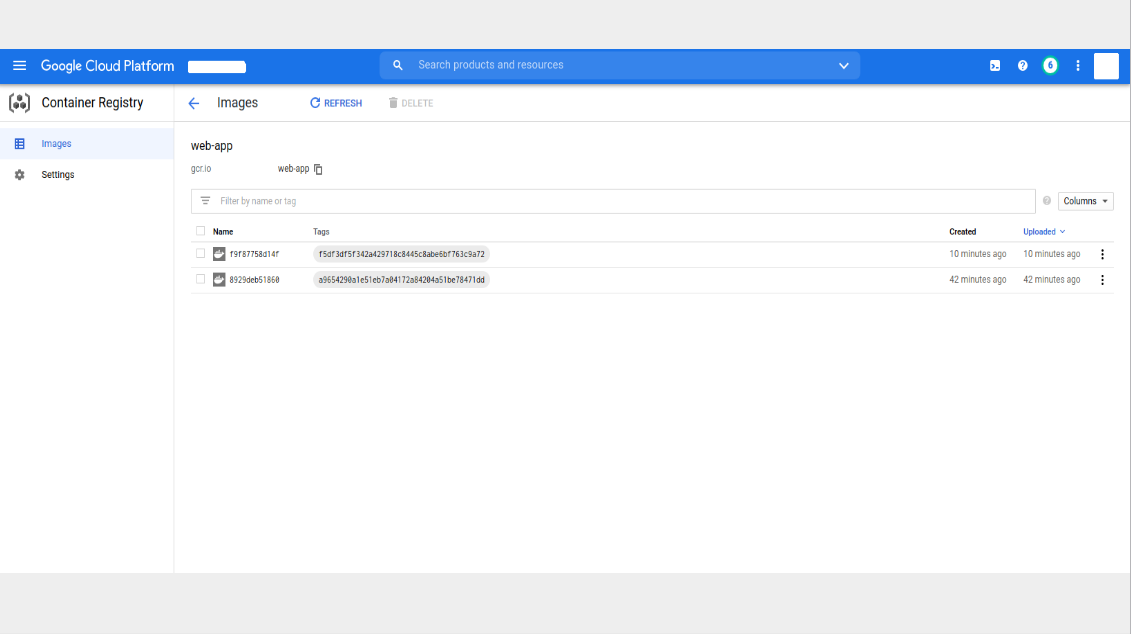 Google Cloud Platform
Search products and resources
6
Container Registry
Images
REFRESH
DELETE
Images
Settings
web-app
gcr.io
web-app
Filter by name or tag
Columns
Name Tags Created Uploaded
f9f87758d14f f5df3df5f342a429718c8445c8abe6bf763c9a72 10 minutes ago 10 minutes ago
8929deb51860 a9654290a1e51eb7a04172a84204a51be78471dd 42 minutes ago 42 minutes ago